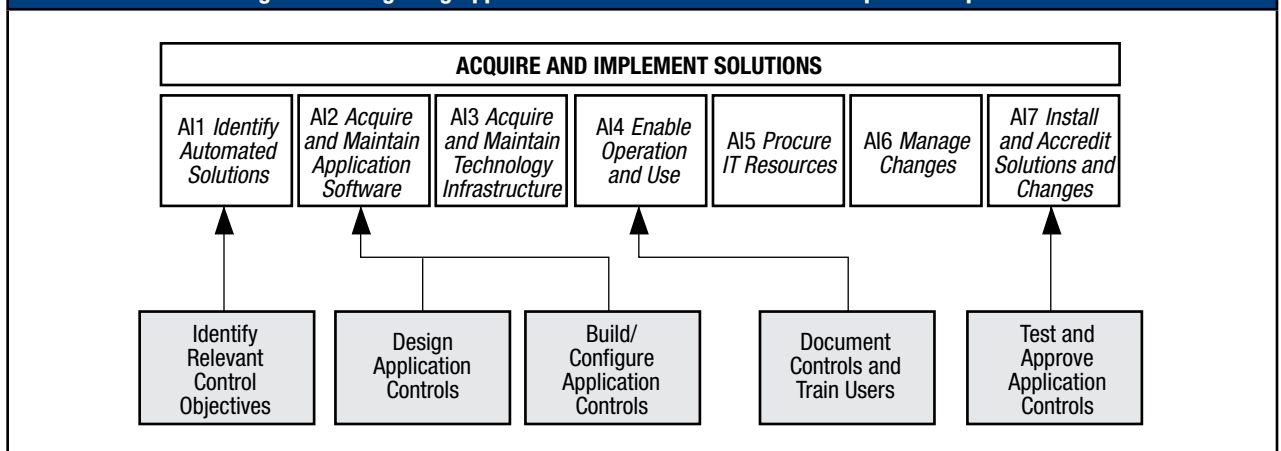 ACQUIRE AND IMPLEMENT SOLUTIONS
AI1 Identify
Automated
Solutions
AI2 Acquire
and Maintain
Application
Software
AI3 Acquire
and Maintain
Technology
Infrastructure
AI4 Enable
Operation
and Use
AI5 Procure
IT Resources
AI6 Manage
Changes
AI7 Install
and Accredit
Solutions and
Changes
Identify
Relevant
Control
Objectives
Design
Application
Controls
Build/
Configure
Application
Controls
Document
Controls and
Train Users
Test and
Approve
Application
Controls